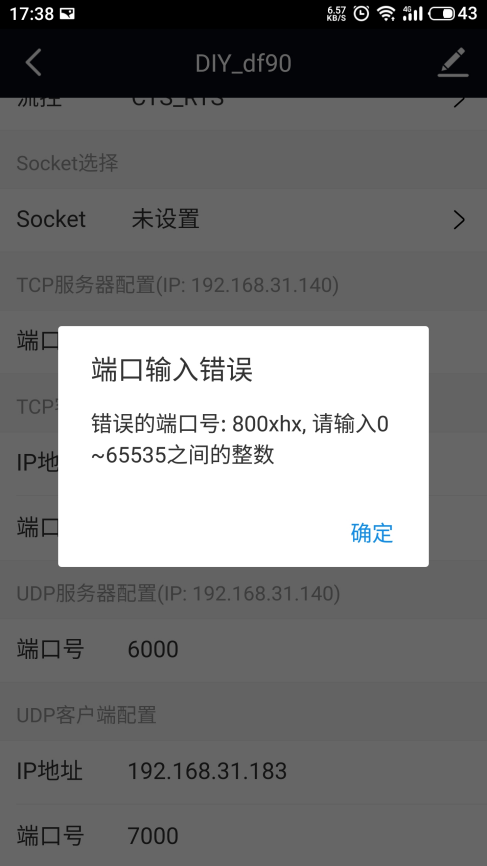 17:38
6.57 KB/S 4G 43
DIY_df90
流控 CTS_RTS
Socket选择
Socket 未设置
TCP服务器配置(IP: 192.168.31.140)
端口
TCP
IP地
端口
端口输入错误
错误的端口号: 800xhx, 请输入0
~65535之间的整数
确定
UDP服务器配置(IP: 192.168.31.140)
端口号 6000
UDP客户端配置
IP地址 192.168.31.183
端口号 7000